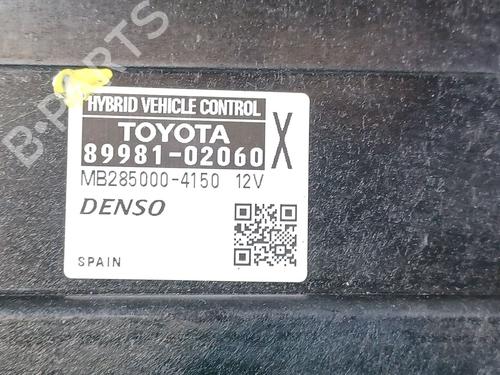 B-PARTS
HYBRID VEHICLE CONTROL
TOYOTA
89981-02060
X
MB285000-4150 12V
DENSO
SPAIN